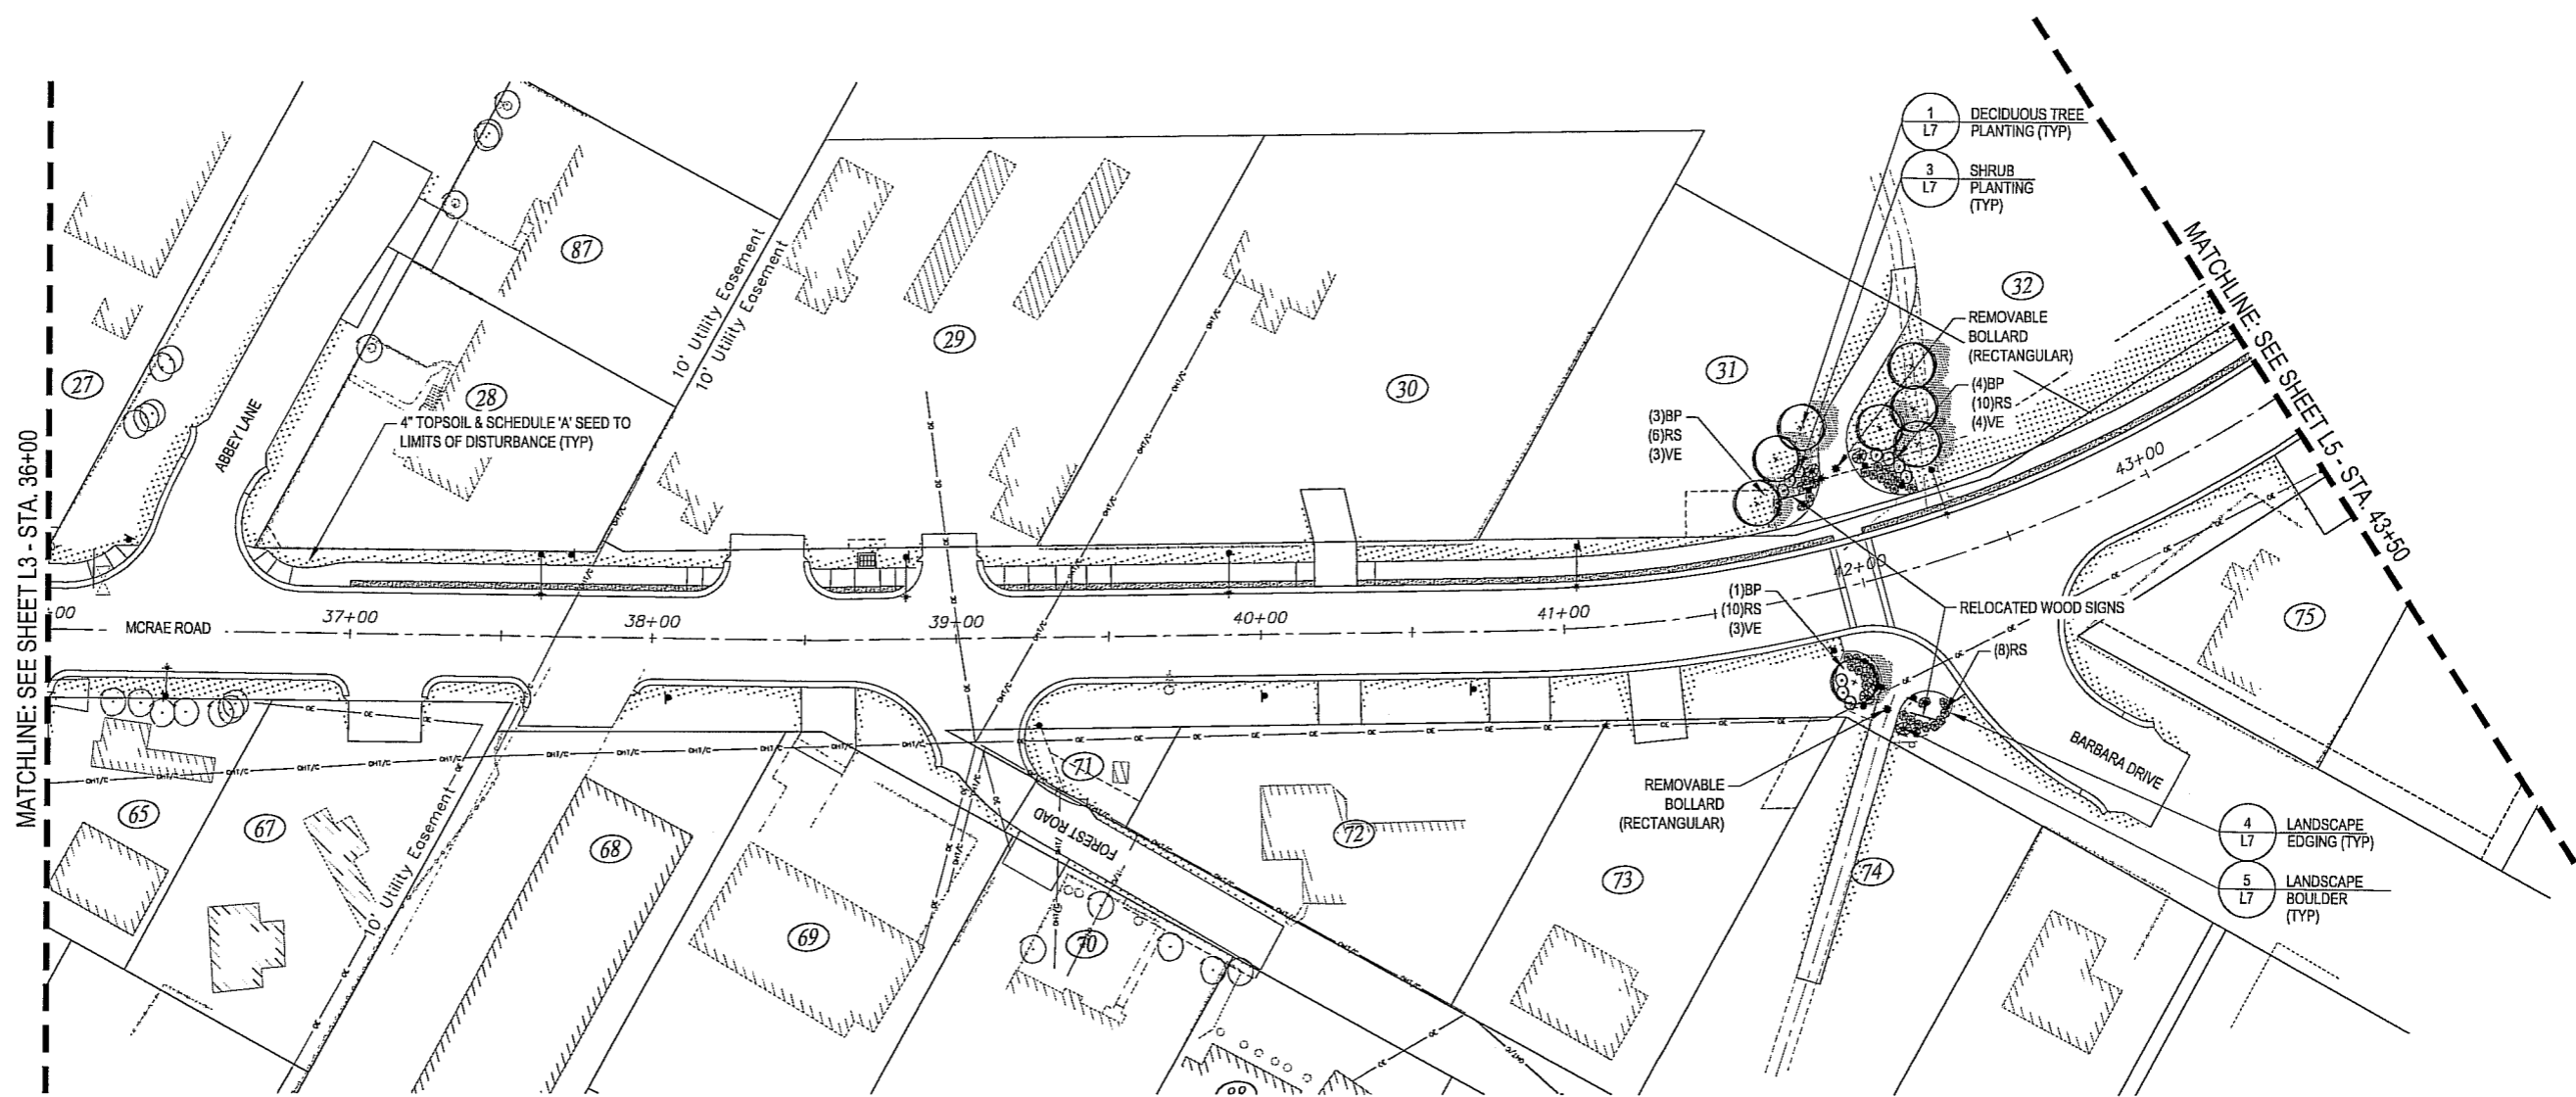 1
L7
DECIDUOUS TREE
PLANTING (TYP)
3
L7
SHRUB
PLANTING
(TYP)
MATCHLINE: SEE SHEET L3 - STA. 36+00
MATCHLINE: SEE SHEET L5 - STA. 43+50
87
10' Utility Easement
10' Utility Easement
32
REMOVABLE
BOLLARD
(RECTANGULAR)
29
31
27
28
30
(4)BP
(10)RS
(4)VE
(3)BP
(6)RS
(3)VE
4" TOPSOIL & SCHEDULE 'A' SEED TO
LIMITS OF DISTURBANCE (TYP)
ABBEY LANE
43+00
42+00
(1)BP
(10)RS
(3)VE
RELOCATED WOOD SIGNS
75
+00
MCRAE ROAD
37+00
38+00
39+00
40+00
41+00
(8)RS
OHT/C
OE
BARBARA DRIVE
71
REMOVABLE
BOLLARD
(RECTANGULAR)
65
67
10' Utility Easement
68
FOREST ROAD
72
4
L7
LANDSCAPE
EDGING (TYP)
73
74
5
L7
LANDSCAPE
BOULDER
(TYP)
69
70
88